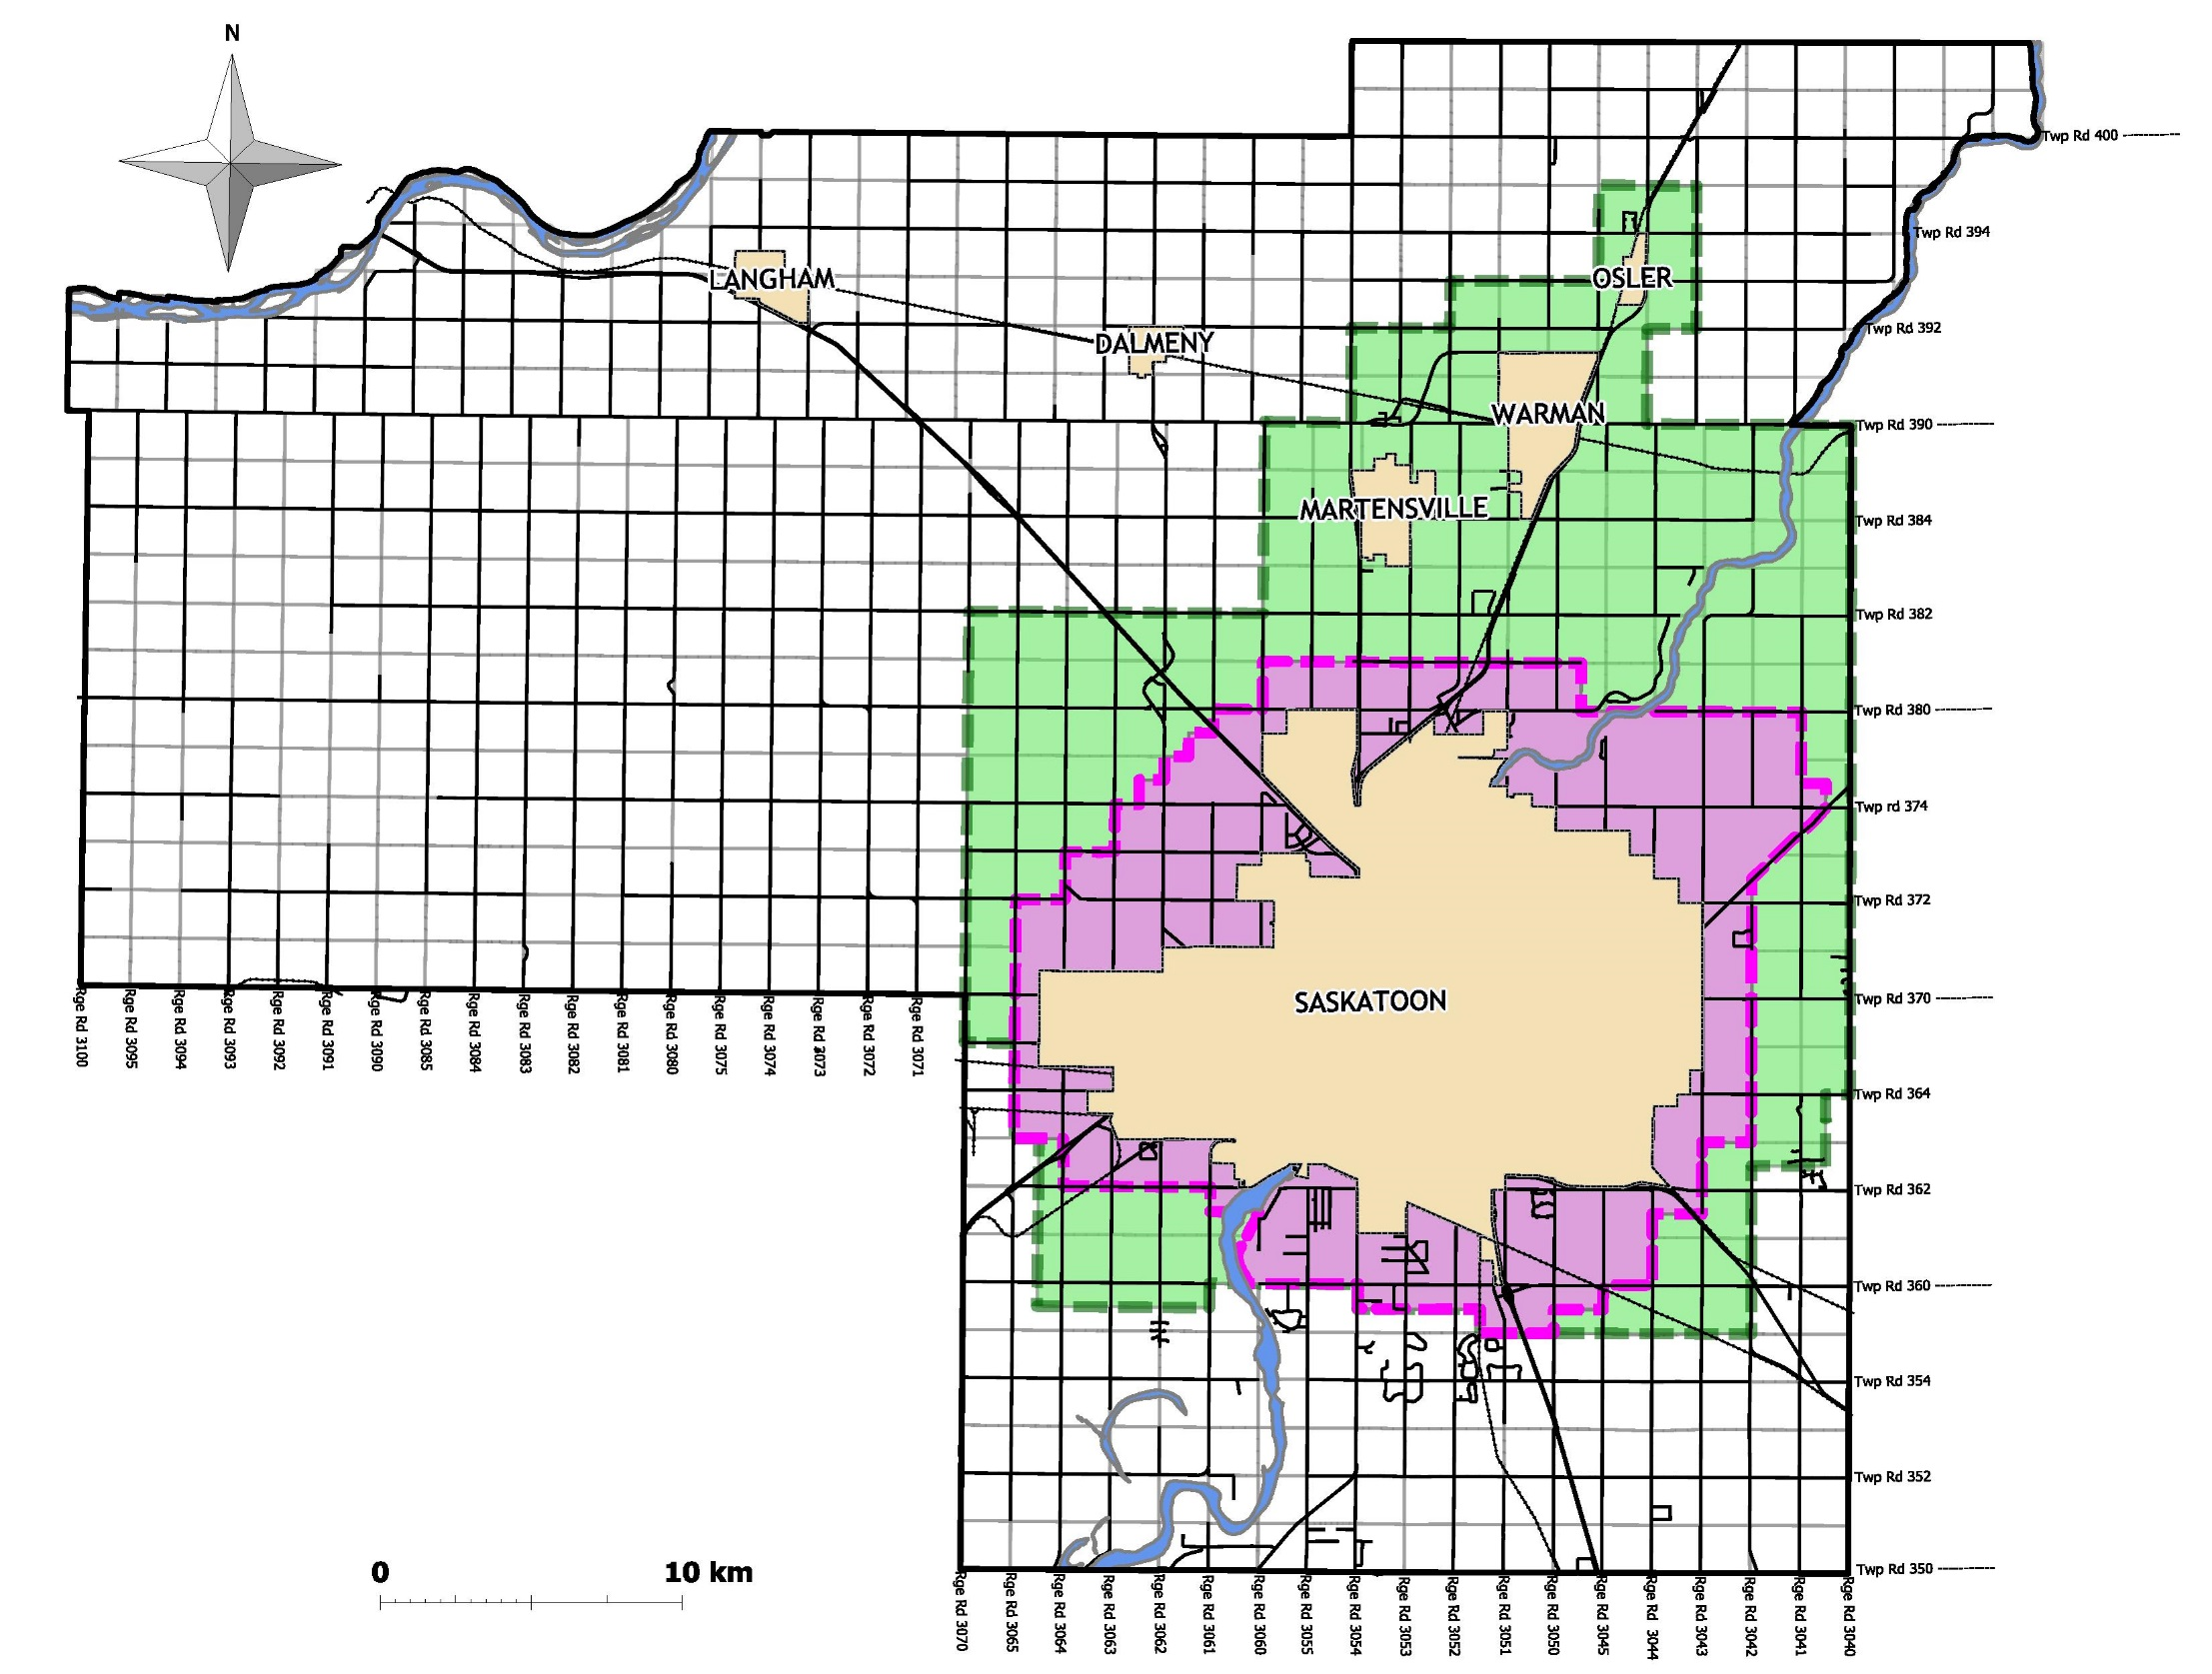 N
Twp Rd 400
Twp Rd 394
LANGHAM
OSLER
Twp Rd 392
DALMENY
WARMAN
Twp Rd 390
MARTENSVILLE
Twp Rd 384
Twp Rd 382
Twp Rd 380
Twp rd 374
Twp Rd 372
SASKATOON
Twp Rd 370
Rge Rd 3100
Rge Rd 3095
Rge Rd 3094
Rge Rd 3093
Rge Rd 3092
Rge Rd 3091
Rge Rd 3090
Rge Rd 3085
Rge Rd 3084
Rge Rd 3083
Rge Rd 3082
Rge Rd 3081
Rge Rd 3080
Rge Rd 3075
Rge Rd 3074
Rge Rd 3073
Rge Rd 3072
Rge Rd 3071
Twp Rd 364
Twp Rd 362
Twp Rd 360
Twp Rd 354
Twp Rd 352
Twp Rd 350
0 10 km
Rge Rd 3070
Rge Rd 3065
Rge Rd 3064
Rge Rd 3063
Rge Rd 3062
Rge Rd 3061
Rge Rd 3060
Rge Rd 3055
Rge Rd 3054
Rge Rd 3053
Rge Rd 3052
Rge Rd 3051
Rge Rd 3050
Rge Rd 3045
Rge Rd 3044
Rge Rd 3043
Rge Rd 3042
Rge Rd 3041
Rge Rd 3040